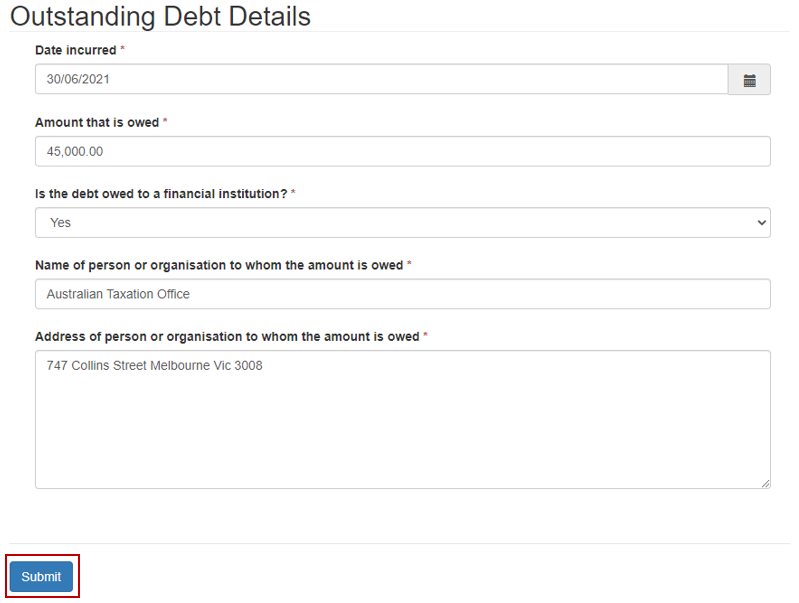 Outstanding Debt Details
Date incurred *
30/06/2021
Amount that is owed *
45,000.00
Is the debt owed to a financial institution? *
Yes
Name of person or organisation to whom the amount is owed *
Australian Taxation Office
Address of person or organisation to whom the amount is owed *
747 Collins Street Melbourne Vic 3008
Submit